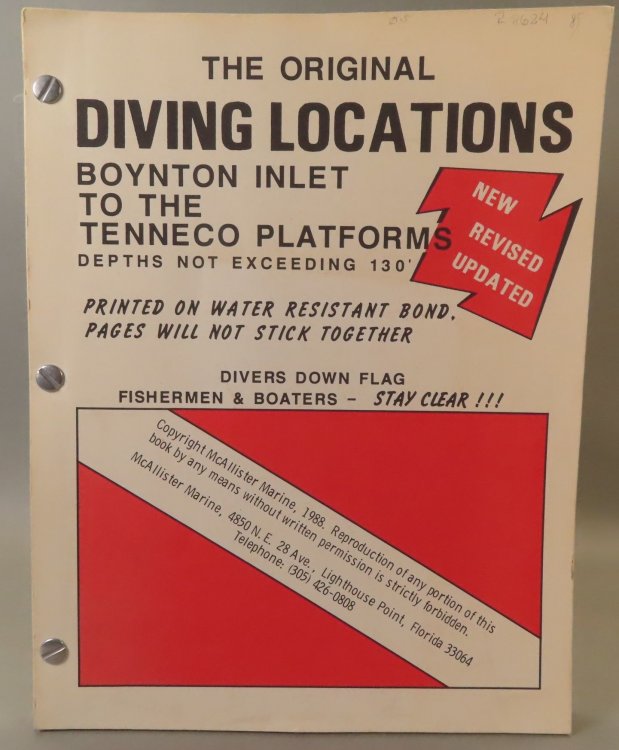 THE ORIGINAL
DIVING LOCATIONS
BOYNTON INLET
TO THE
TENNECO PLATFORMS
DEPTHS NOT EXCEEDING 130'
NEW
REVISED
UPDATED
PRINTED ON WATER RESISTANT BOND.
PAGES WILL NOT STICK TOGETHER
DIVERS DOWN FLAG
FISHERMEN & BOATERS - STAY CLEAR !!!
Copyright McAllister Marine, 1988. Reproduction of any portion of this
book by any means without written permission is strictly forbidden.
McAllister Marine, 4850 N.E. 28 Ave., Lighthouse Point, Florida 33064
Telephone: (305) 426-0808